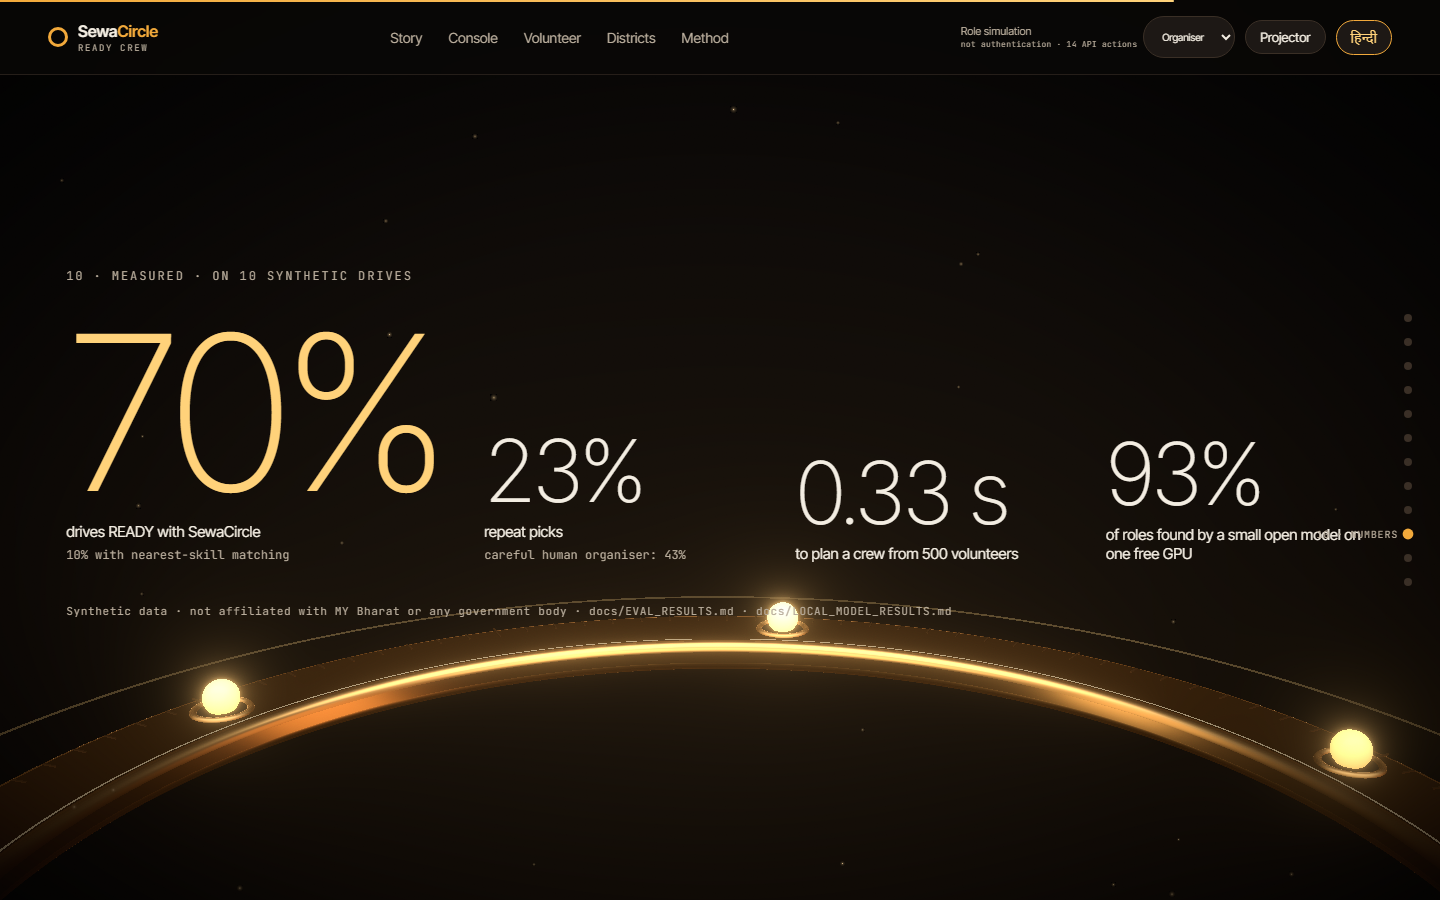 SewaCircle
READY CREW
Story
Console
Volunteer
Districts
Method
Role simulation
not authentication · 14 API actions
Organiser
Projector
हिन्दी
10 · MEASURED · ON 10 SYNTHETIC DRIVES
70%
drives READY with SewaCircle
10% with nearest-skill matching
23%
repeat picks
careful human organiser: 43%
0.33 s
to plan a crew from 500 volunteers
93%
of roles found by a small open model on
one free GPU
NUMBERS
Synthetic data · not affiliated with MY Bharat or any government body · docs/EVAL_RESULTS.md · docs/LOCAL_MODEL_RESULTS.md